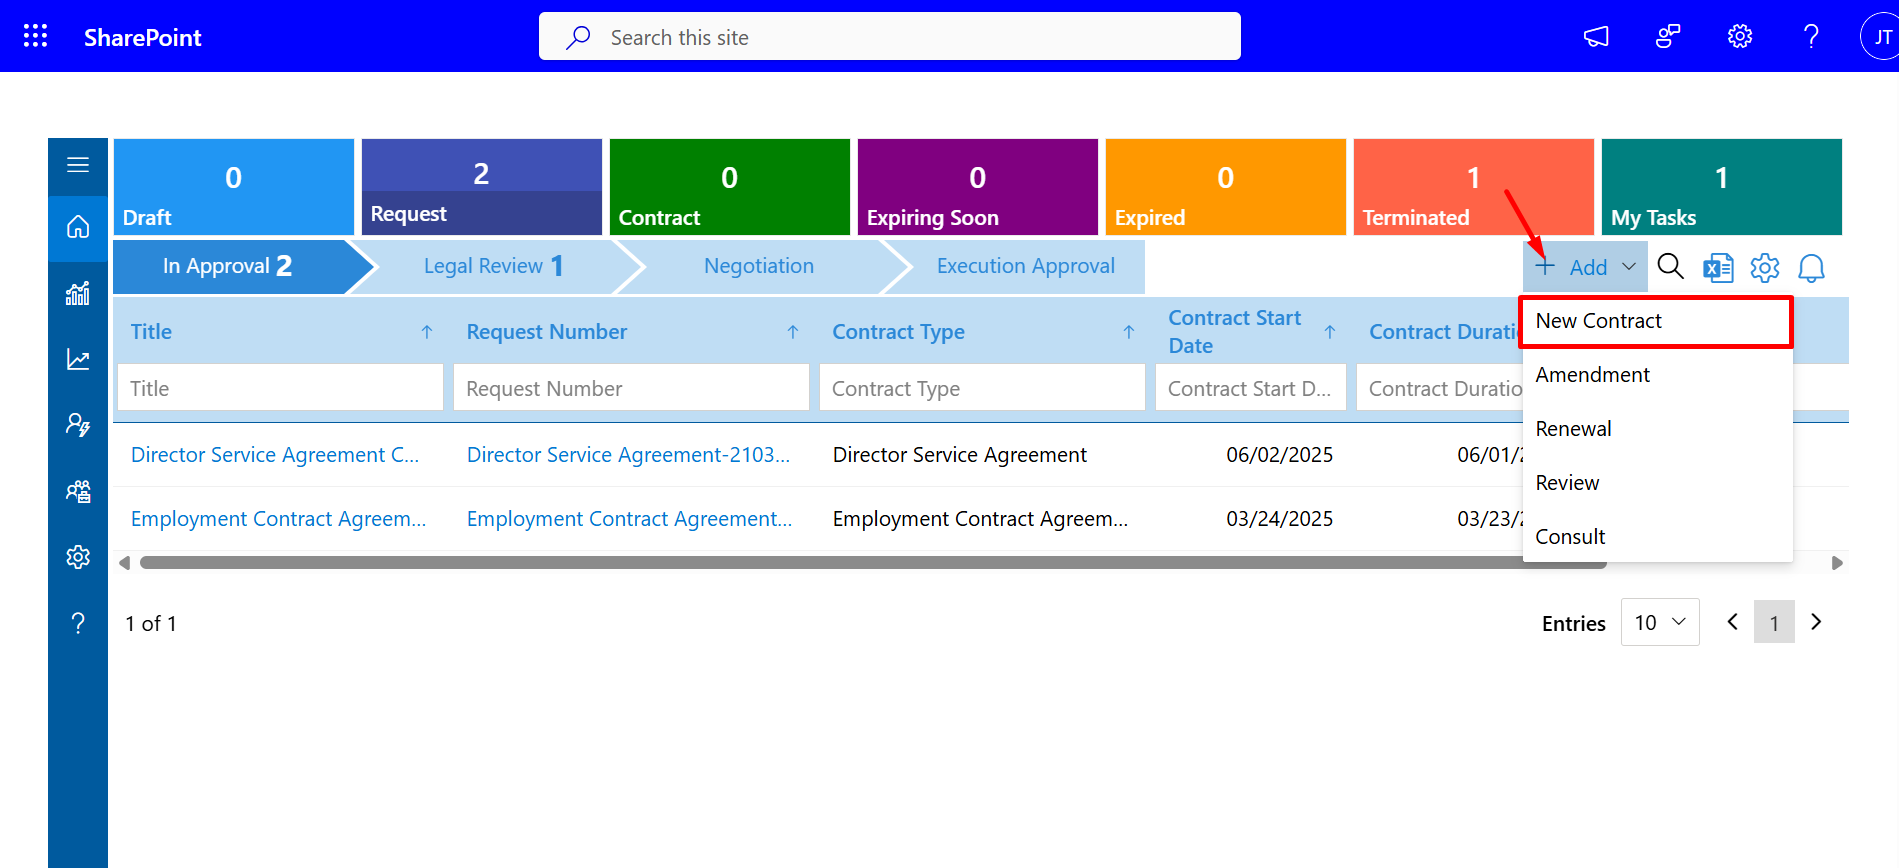 SharePoint
Search this site
JT
0
Draft
2
Request
0
Contract
0
Expiring Soon
0
Expired
1
Terminated
1
My Tasks
In Approval 2
Legal Review 1
Negotiation
Execution Approval
Add
New Contract
Amendment
Renewal
Review
Consult
Title
Request Number
Contract Type
Contract Start
Date
Contract Durati
Title
Request Number
Contract Type
Contract Start D...
Contract Duratio
Director Service Agreement C...
Director Service Agreement-2103...
Director Service Agreement
06/02/2025
06/01/2
Employment Contract Agreem...
Employment Contract Agreement...
Employment Contract Agreem...
03/24/2025
03/23/2
1 of 1
Entries
10
1